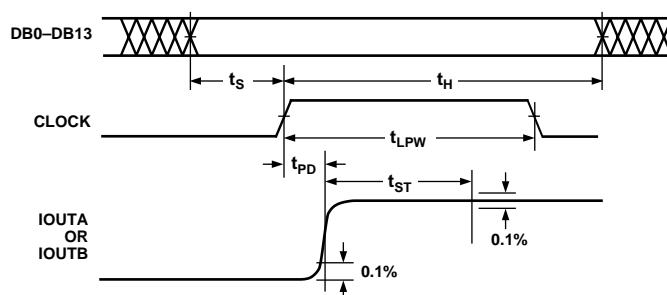 DB0–DB13
tS
tH
CLOCK
tLPW
tPD
tST
IOUTA
OR
IOUTB
0.1%
0.1%